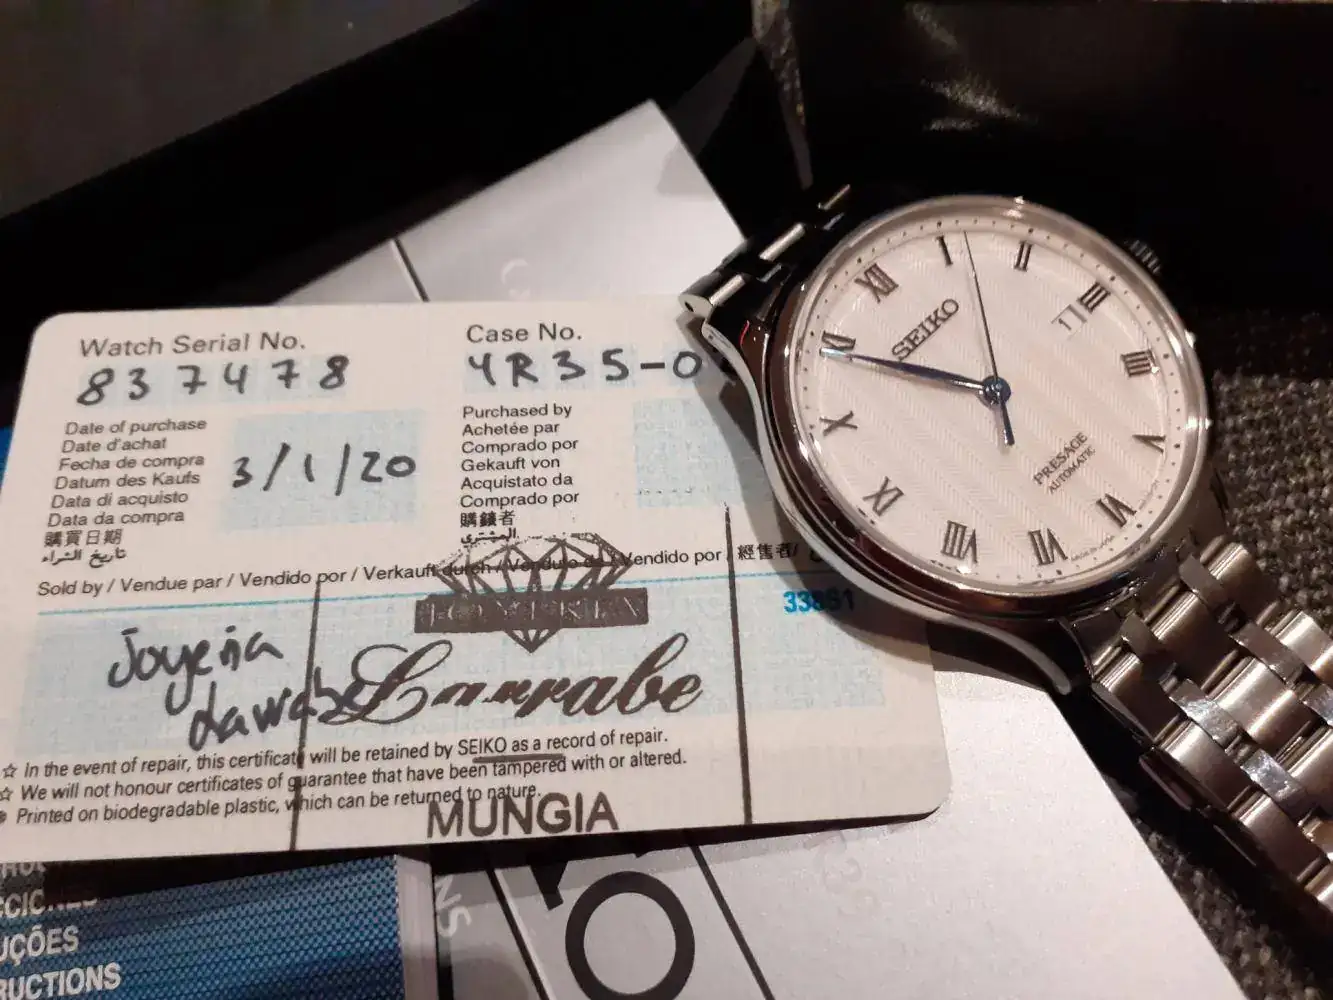 Watch Serial No.
837478
Case No.
4R35-0
Date of purchase
Date d'achat
Fecha de compra
Datum des Kaufs
Data di acquisto
Data da compra
購買日期
تاريخ الشراء
3/1/20
Purchased by
Achetée par
Comprado por
Gekauft von
Acquistato da
Comprado por
購錶者
المشتري
Sold by / Vendue par / Vendido por / Verkauft durch / Venduto da / Vendido por / 經售者/
Joyeria
Larrabe
JOYERIA
Larrabe
MUNGIA
☆ In the event of repair, this certificate will be retained by SEIKO as a record of repair.
☆ We will not honour certificates of guarantee that have been tampered with or altered.
Printed on biodegradable plastic, which can be returned to nature.
I
II
III
IIII
V
VI
VII
VIII
IX
X
XI
XII
SEIKO
11
PRESAGE
AUTOMATIC
UÇÕES
RUCTIONS
NS